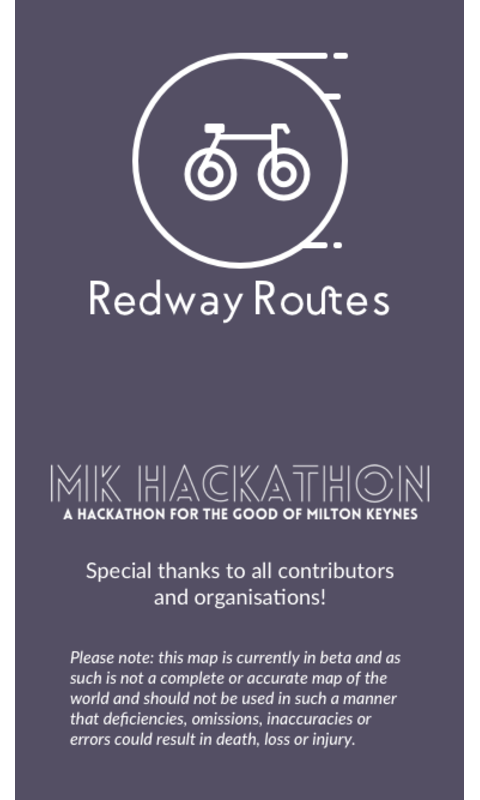 Redway Routes
MK HACKATHON
A HACKATHON FOR THE GOOD OF MILTON KEYNES
Special thanks to all contributors
and organisations!
Please note: this map is currently in beta and as
such is not a complete or accurate map of the
world and should not be used in such a manner
that deficiencies, omissions, inaccuracies or
errors could result in death, loss or injury.